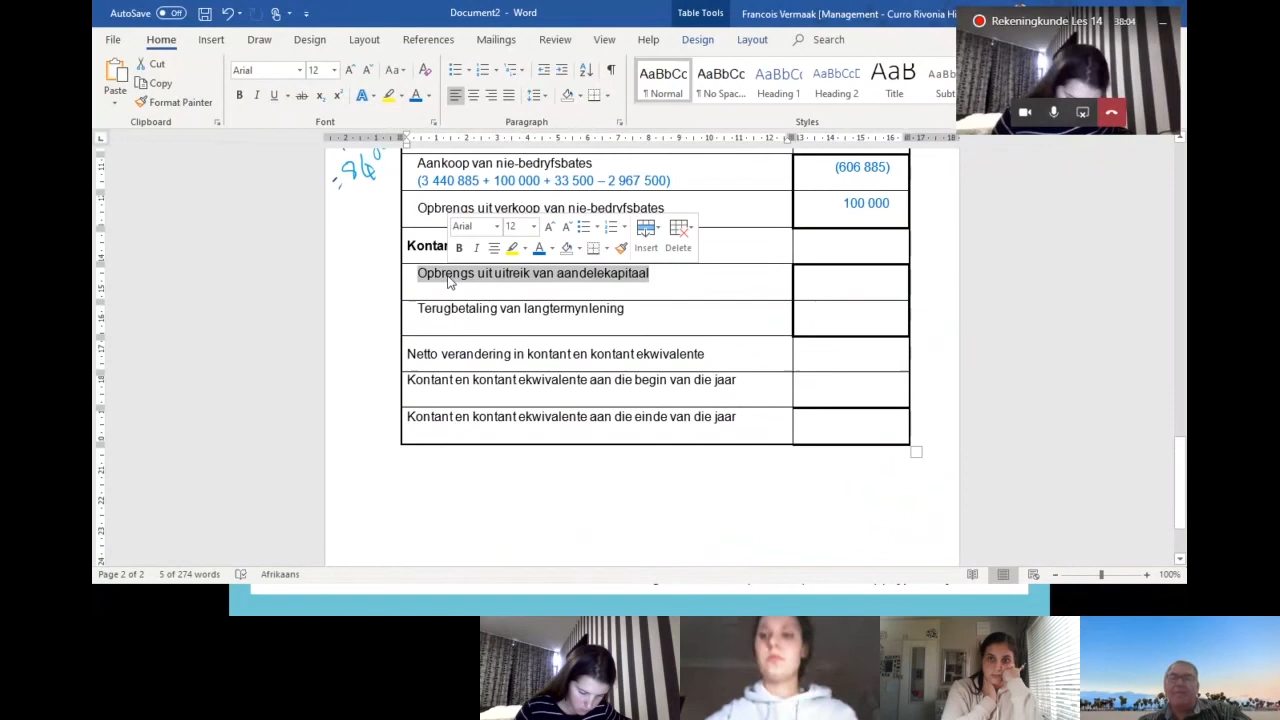 AutoSave Off Document2 - Word Table Tools Francois Vermaak [Management - Curro Rivonia Hi
Rekeningkunde Les 14 38:04
File Home Insert Draw Design Layout References Mailings Review View Help Design Layout Search
Paste Cut Copy Format Painter
Arial 12
AaBbCc AaBbCc AaBbCc AaBbCcD AaB AaBb
¶ Normal ¶ No Spac... Heading 1 Heading 2 Title Subt
Clipboard Font Paragraph Styles
Aankoop van nie-bedryfsbates
(3 440 885 + 100 000 + 33 500 – 2 967 500) (606 885)
Opbrengs uit verkoop van nie-bedryfsbates 100 000
Arial 12
Insert Delete
Kontan
Opbrengs uit uitreik van aandelekapitaal
Terugbetaling van langtermynlening
Netto verandering in kontant en kontant ekwivalente
Kontant en kontant ekwivalente aan die begin van die jaar
Kontant en kontant ekwivalente aan die einde van die jaar
Page 2 of 2 5 of 274 words Afrikaans 100%